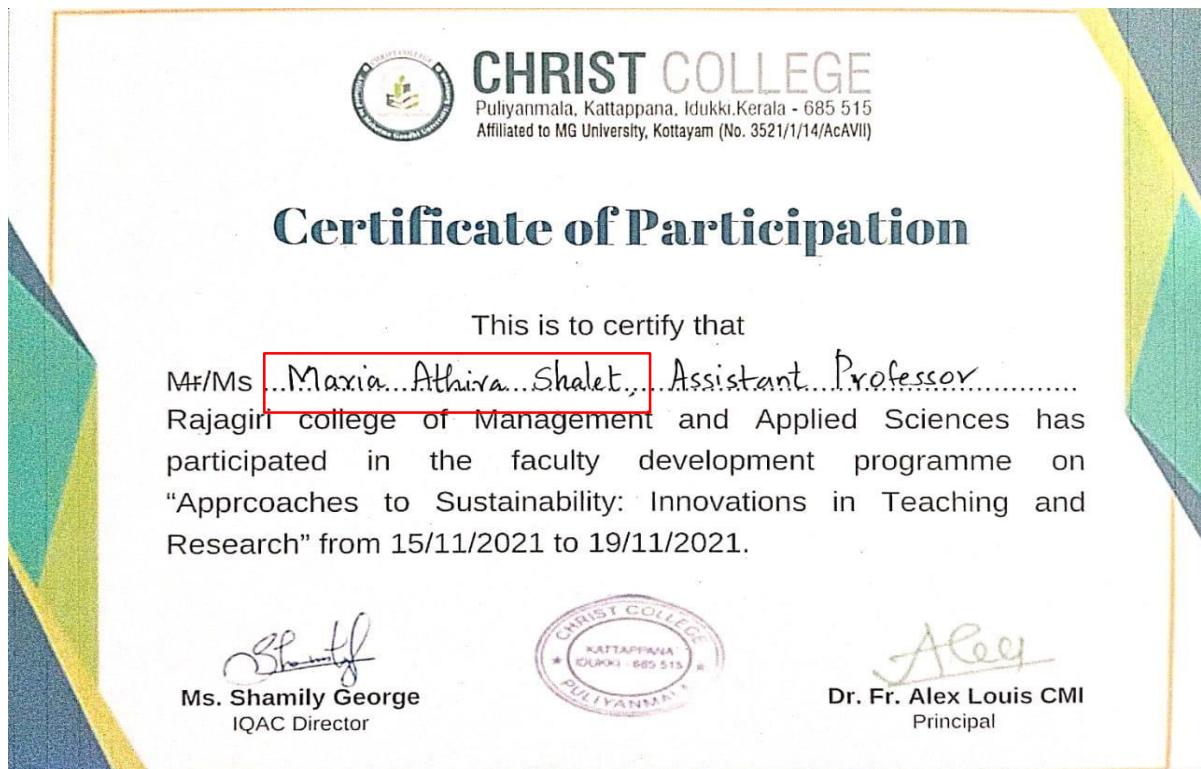 CHRIST COLLEGE
Puliyanmala, Kattappana, Idukki.Kerala - 685 515
Affiliated to MG University, Kottayam (No. 3521/1/14/AcAVII)
Certificate of Participation
This is to certify that
Mr/Ms ...Maria...Athira...Shalet,....Assistant...Professor............
Rajagiri college of Management and Applied Sciences has
participated in the faculty development programme on
“Apprcoaches to Sustainability: Innovations in Teaching and
Research” from 15/11/2021 to 19/11/2021.
CHRIST COLLEGE
KATTAPPANA
IDUKKI - 685 515
PULIYANMALA
Ms. Shamily George
IQAC Director
Dr. Fr. Alex Louis CMI
Principal